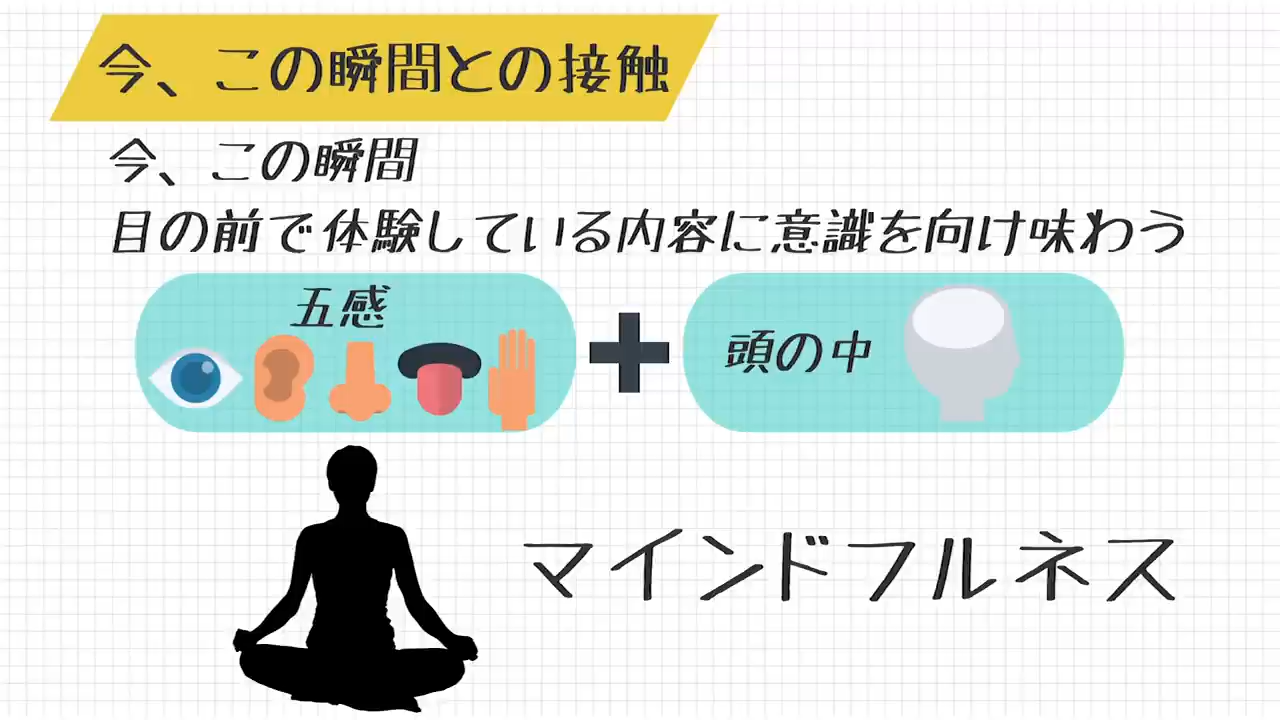 今、この瞬間との接触
今、この瞬間
目の前で体験している内容に意識を向け味わう
五感
頭の中
マインドフルネス